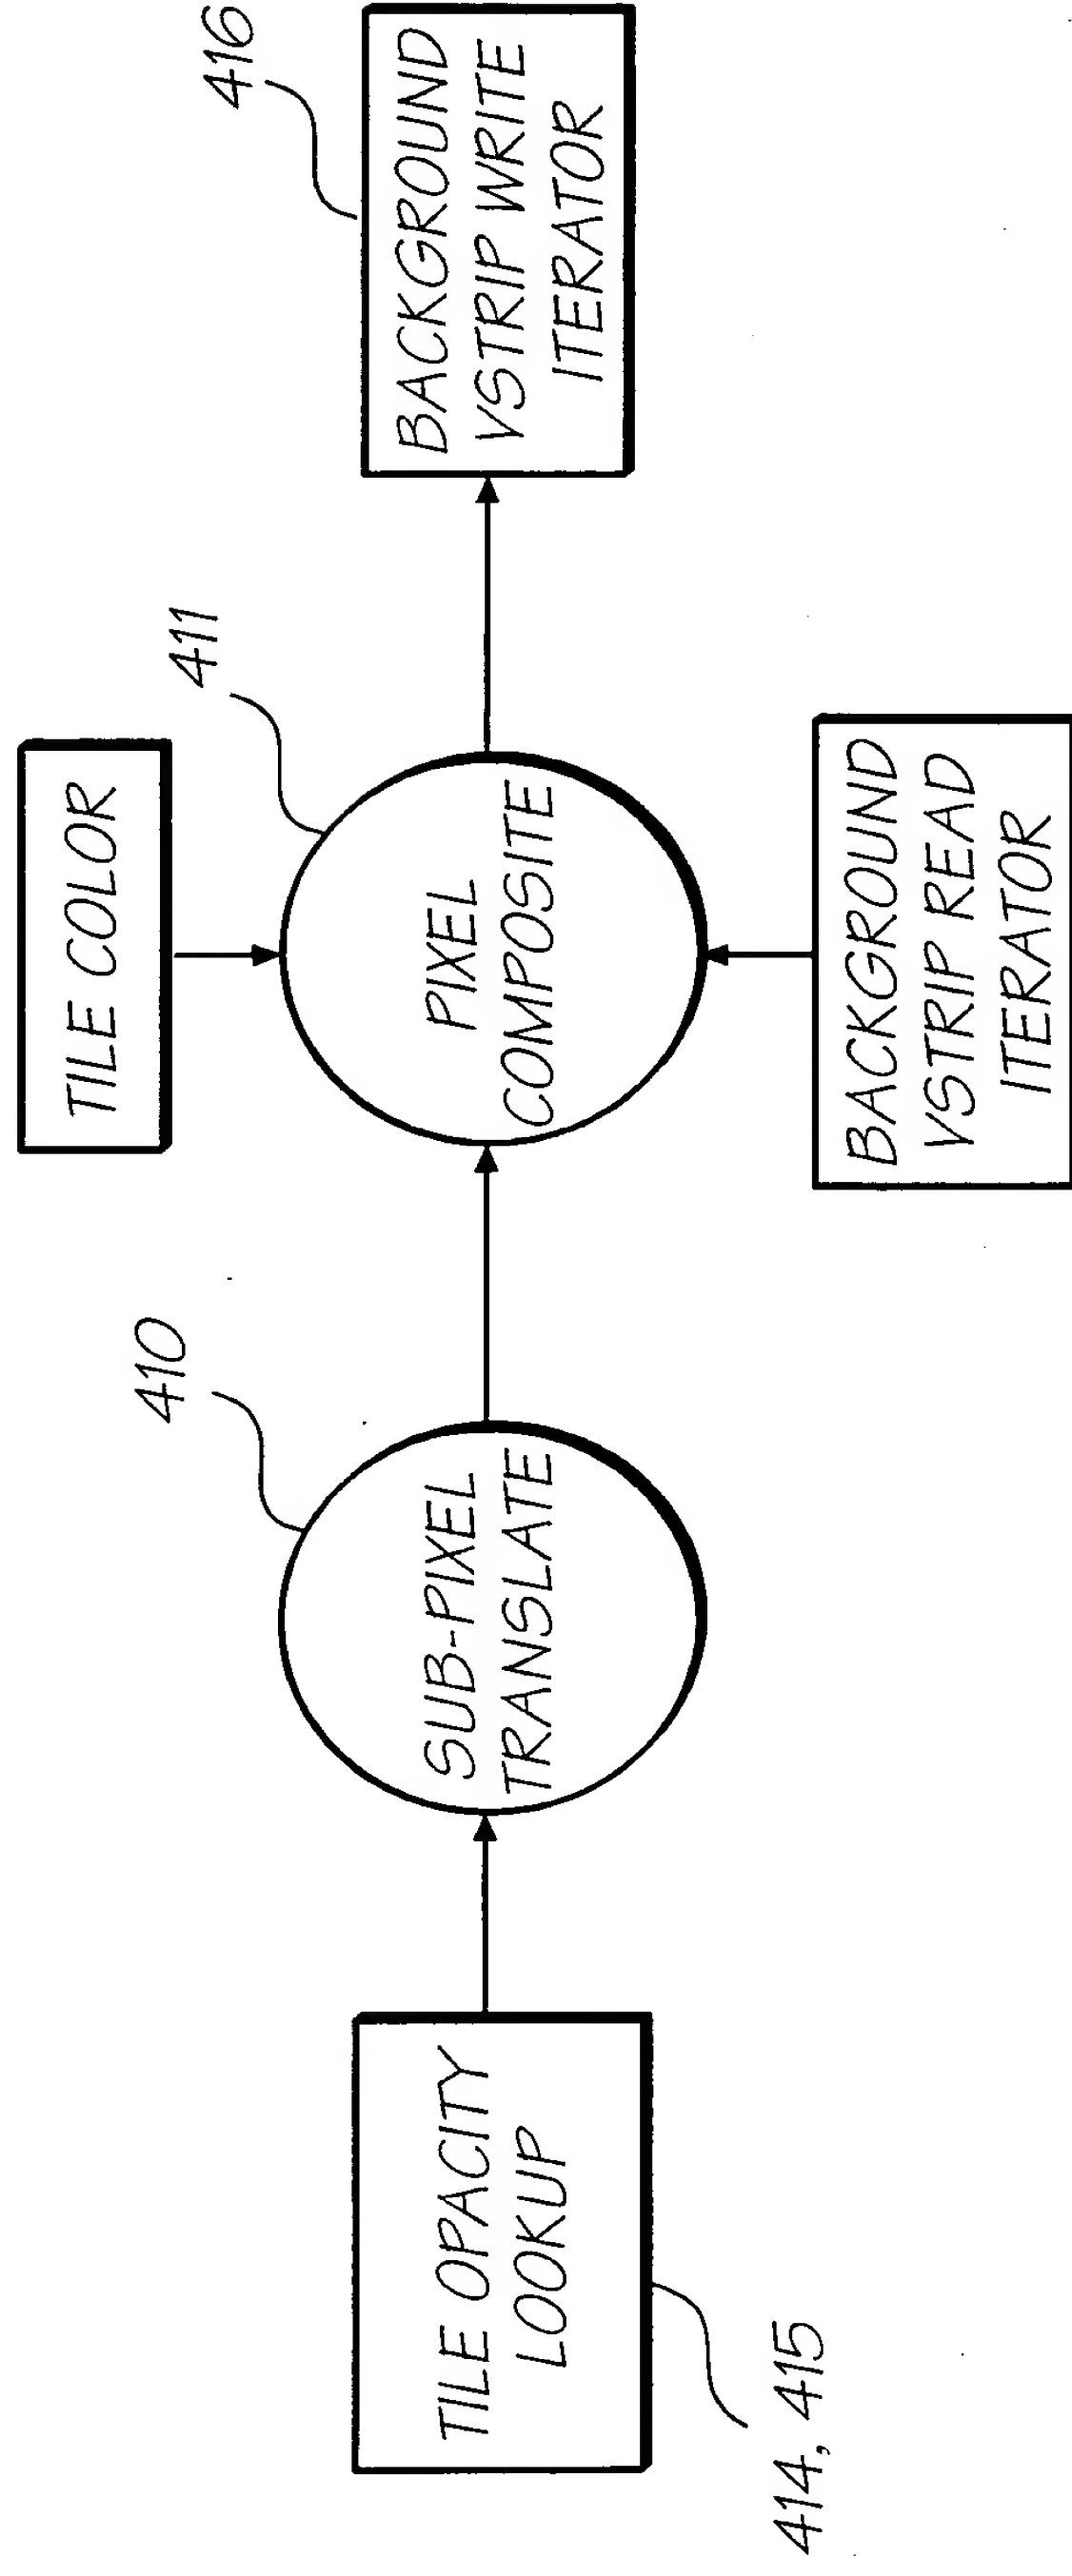 414, 415
TILE OPACITY
LOOKUP
410
SUB-PIXEL
TRANSLATE
TILE COLOR
411
PIXEL
COMPOSITE
BACKGROUND
VSTRIP READ
ITERATOR
416
BACKGROUND
VSTRIP WRITE
ITERATOR